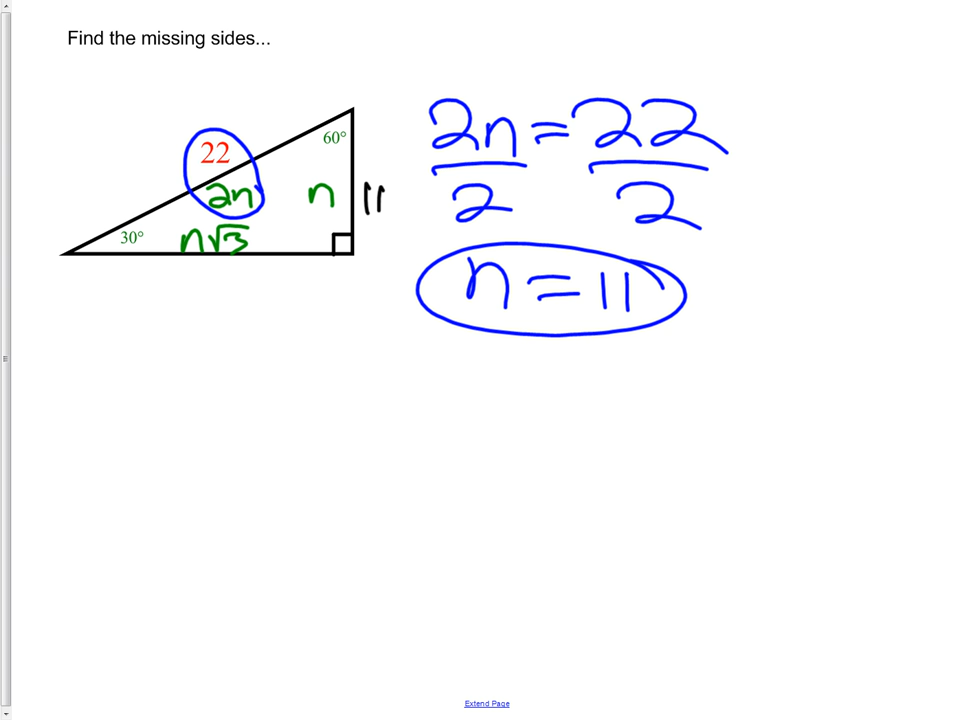 Find the missing sides...
22
60°
2n
n
11
30°
n√3
2n = 22
2 2
n = 11
Extend Page